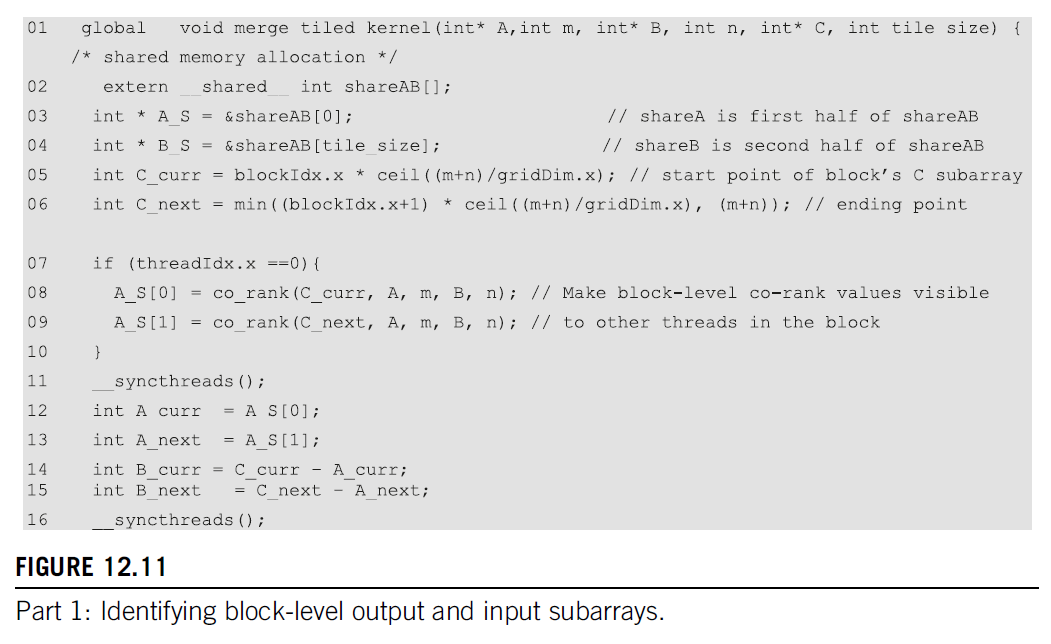 01 global void merge tiled kernel(int* A,int m, int* B, int n, int* C, int tile size) {
/* shared memory allocation */
02 extern __shared__ int shareAB[];
03 int * A_S = &shareAB[0]; // shareA is first half of shareAB
04 int * B_S = &shareAB[tile_size]; // shareB is second half of shareAB
05 int C_curr = blockIdx.x * ceil((m+n)/gridDim.x); // start point of block's C subarray
06 int C_next = min((blockIdx.x+1) * ceil((m+n)/gridDim.x), (m+n)); // ending point
07 if (threadIdx.x ==0){
08 A_S[0] = co_rank(C_curr, A, m, B, n); // Make block-level co-rank values visible
09 A_S[1] = co_rank(C_next, A, m, B, n); // to other threads in the block
10 }
11 __syncthreads();
12 int A curr = A S[0];
13 int A_next = A_S[1];
14 int B_curr = C_curr − A_curr;
15 int B_next = C_next − A_next;
16 __syncthreads();
FIGURE 12.11
Part 1: Identifying block-level output and input subarrays.